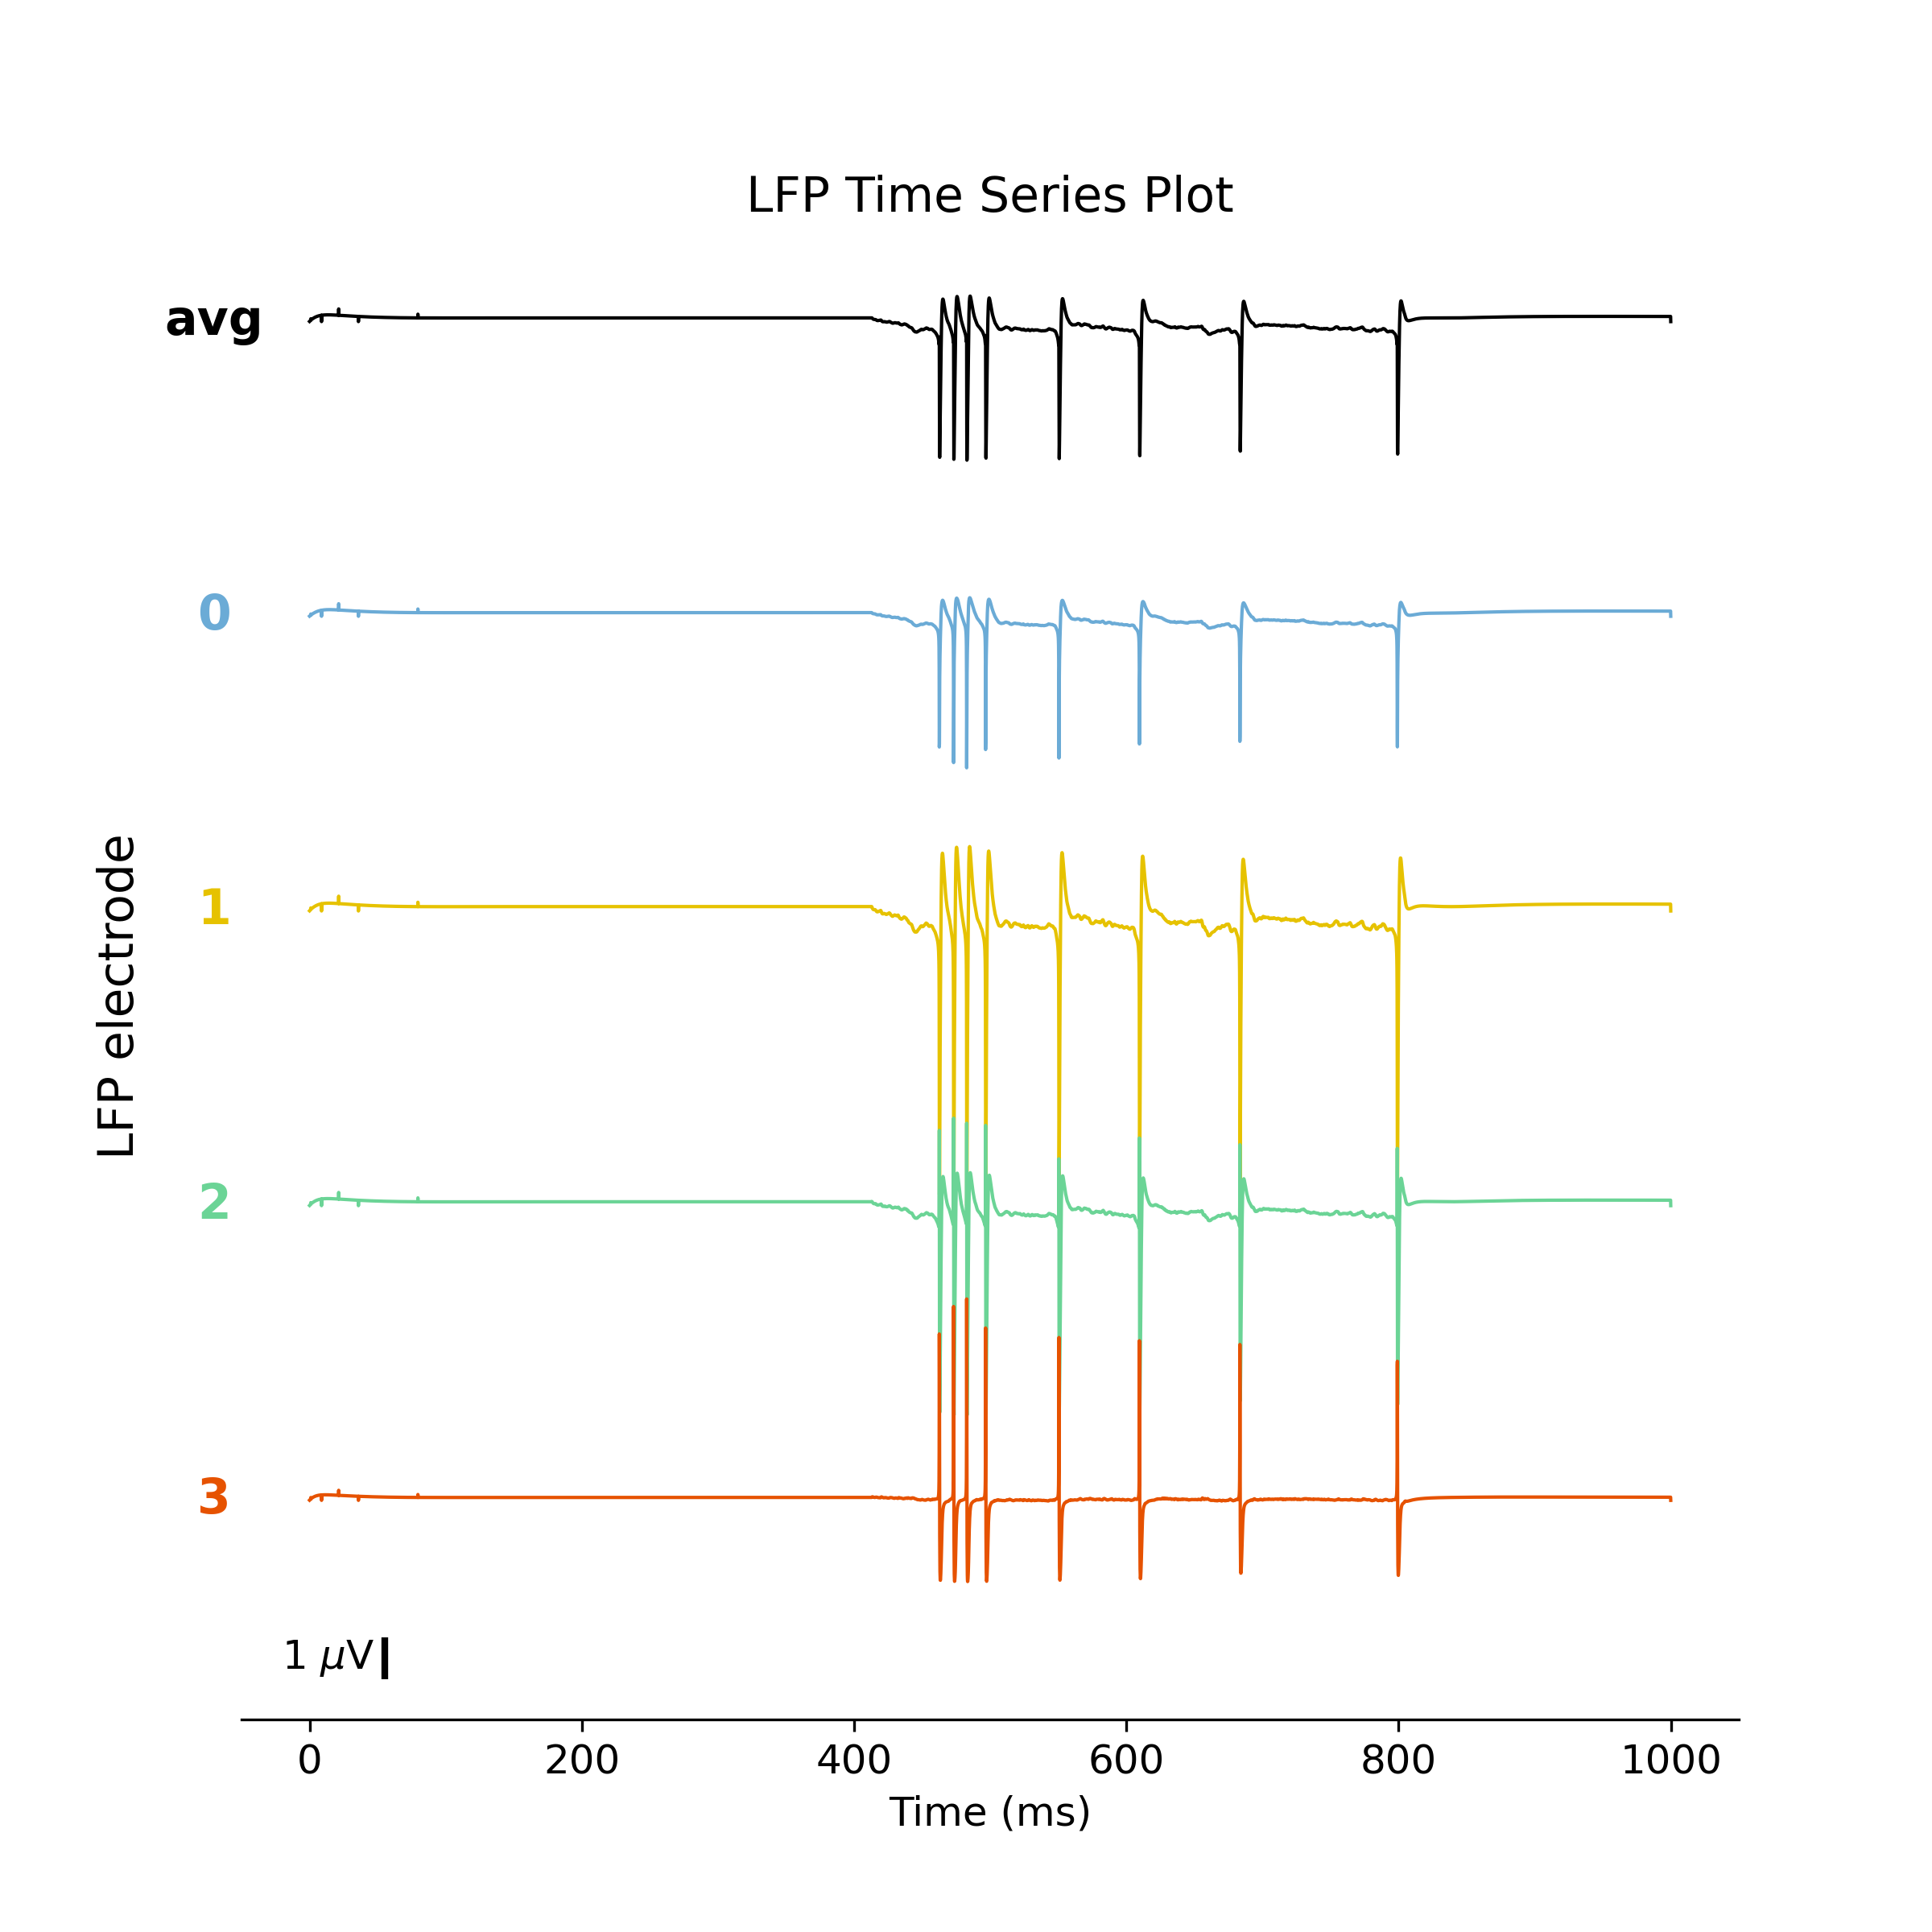 LFP Time Series Plot
avg
0
1
2
3
LFP electrode
1 μV
0 200 400 600 800 1000
Time (ms)